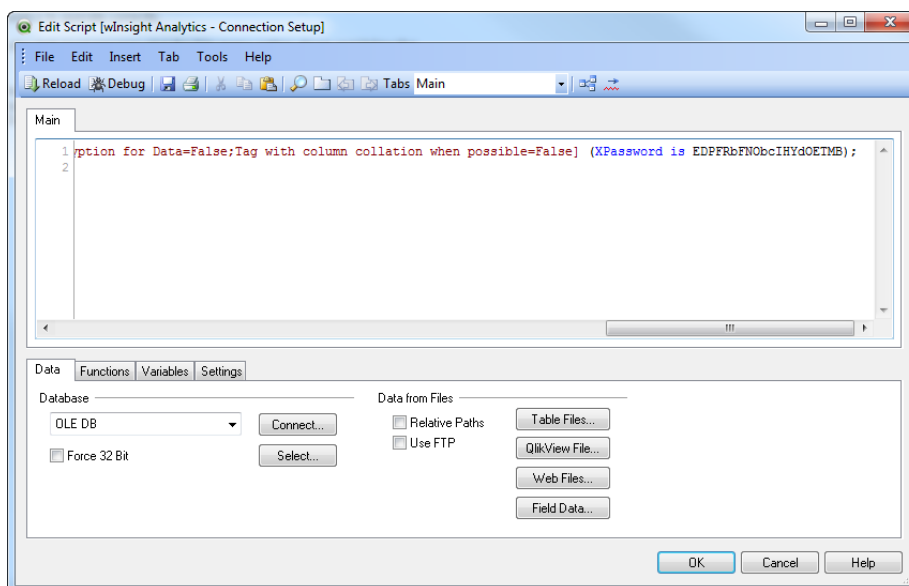 Edit Script [wInsight Analytics - Connection Setup]
File Edit Insert Tab Tools Help
Reload Debug Tabs Main
Main
1 yption for Data=False;Tag with column collation when possible=False] (XPassword is EDPFRbFNObcIHYdOETMB);
2
Data Functions Variables Settings
Database Data from Files
OLE DB Connect... Relative Paths Table Files...
Use FTP QlikView File...
Force 32 Bit Select...
Web Files...
Field Data...
OK Cancel Help